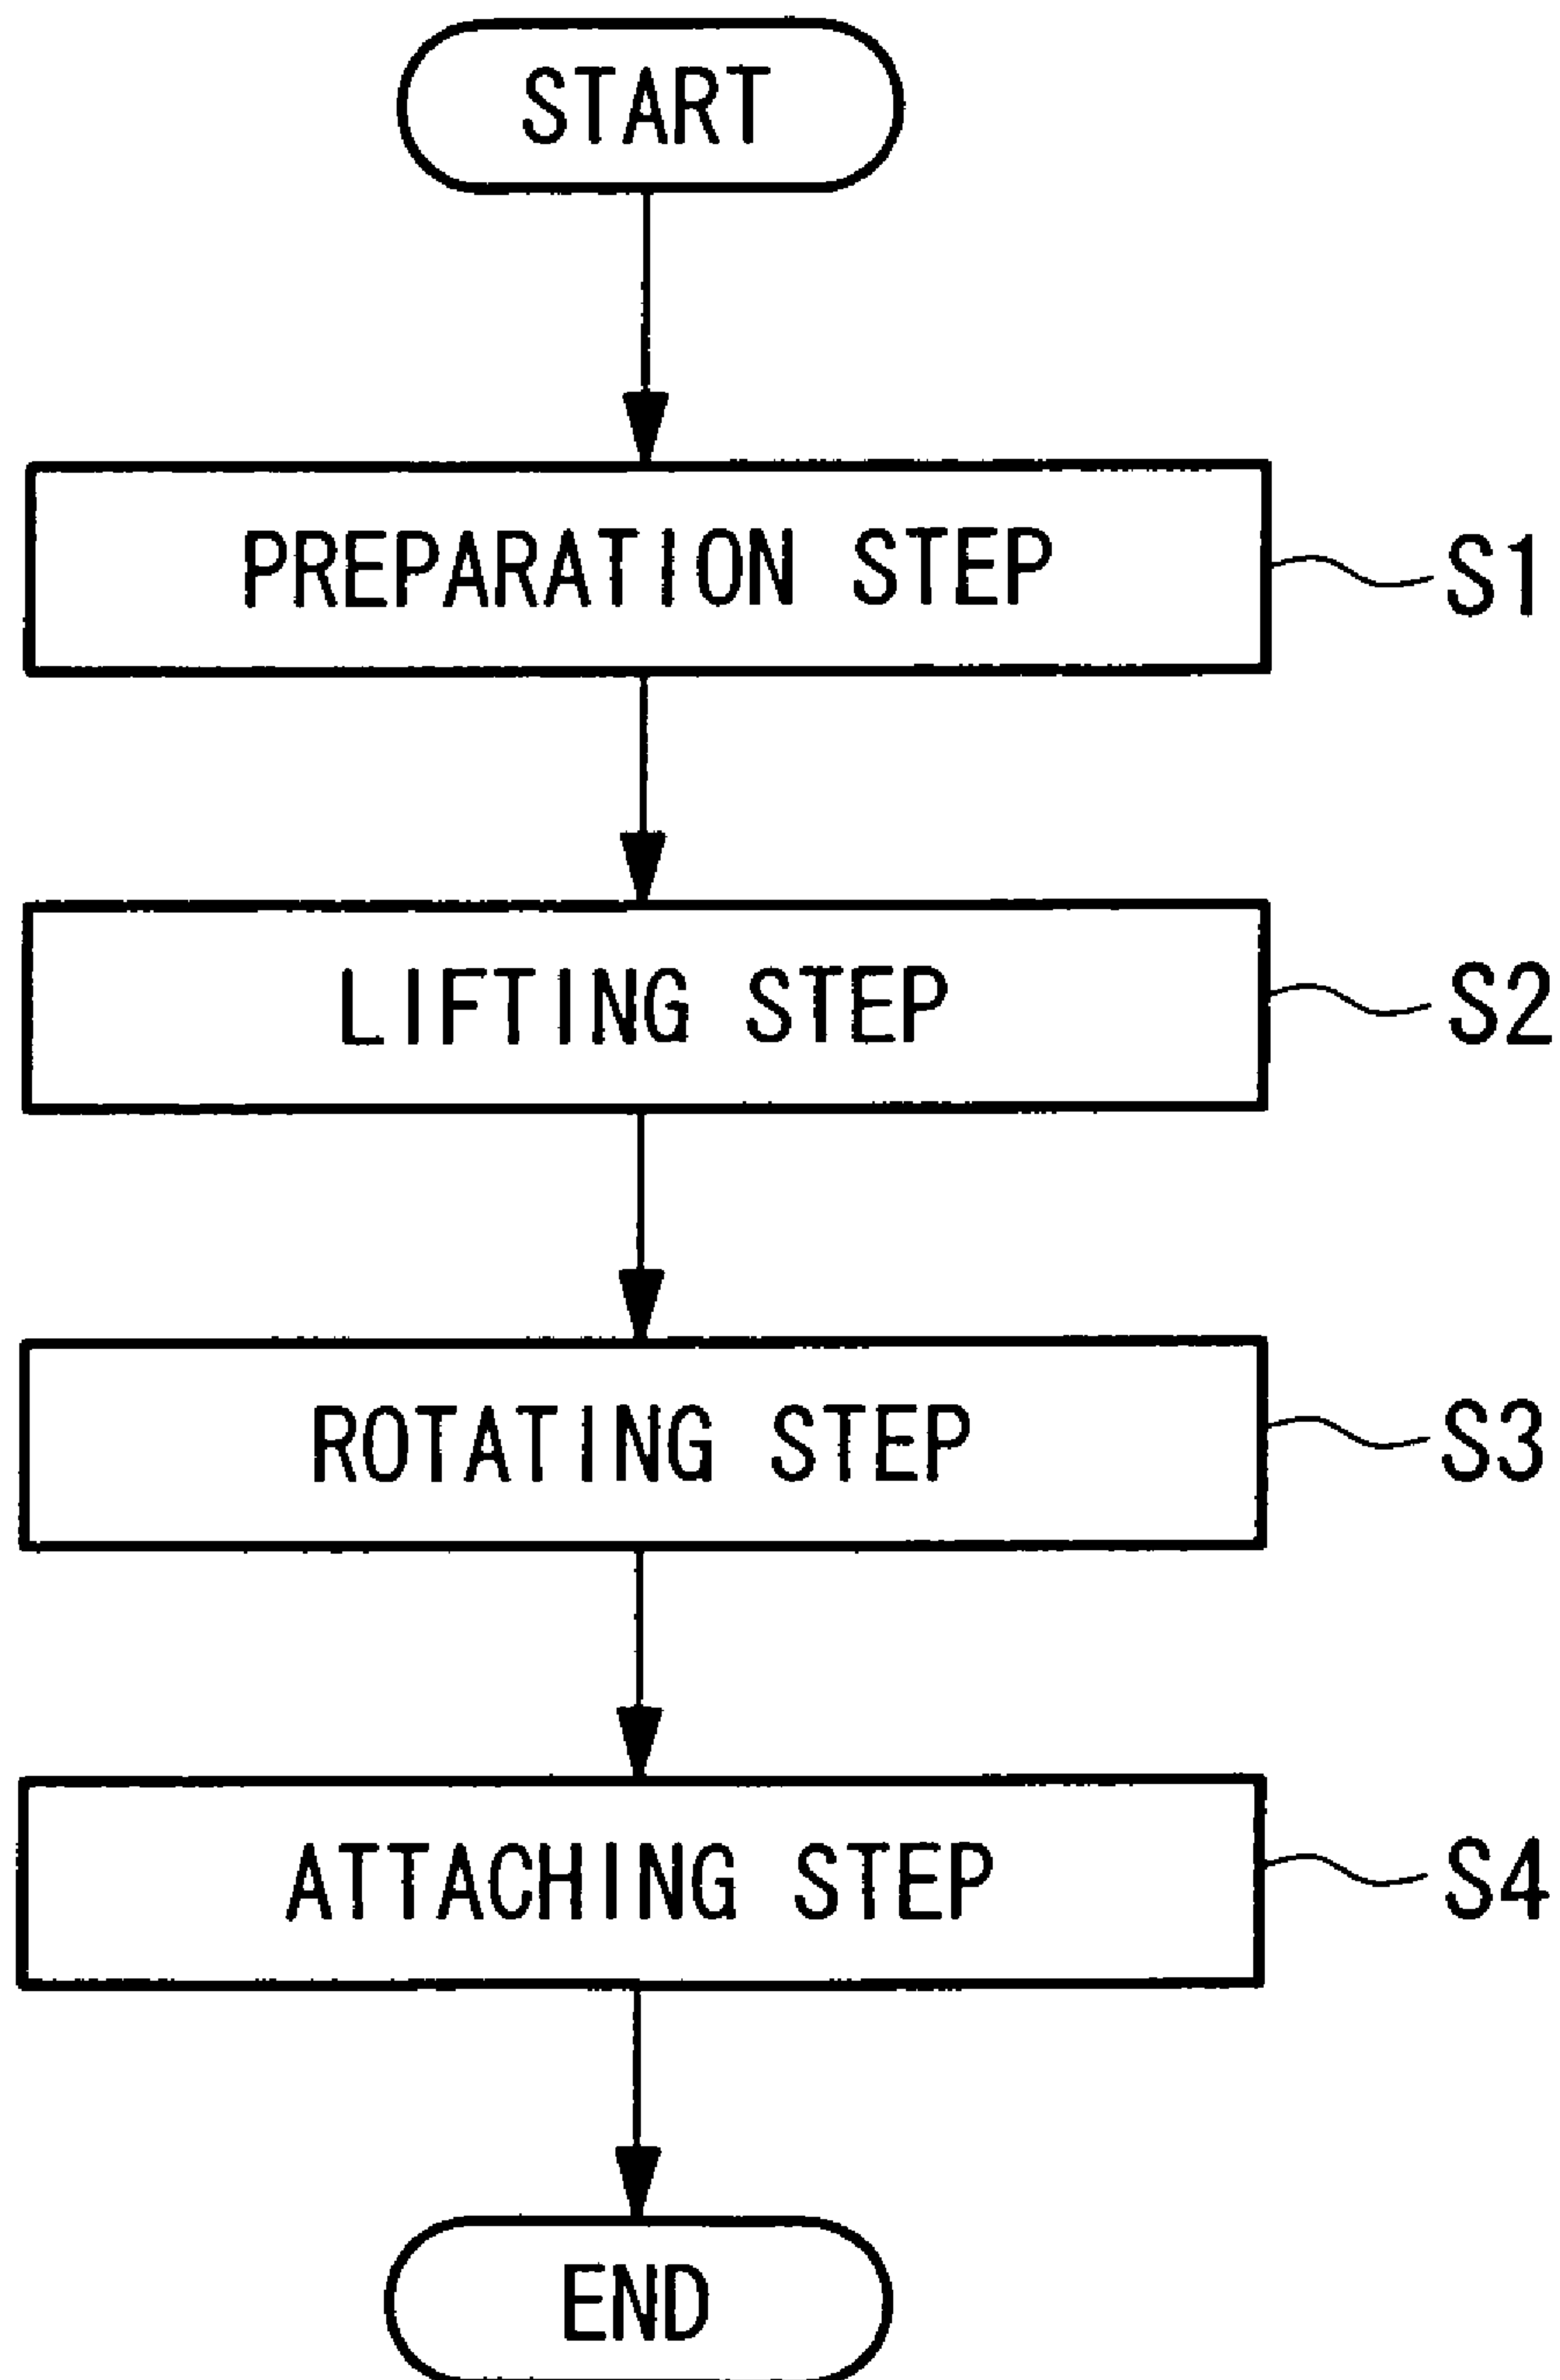 START
PREPARATION STEP S1
LIFTING STEP S2
ROTATING STEP S3
ATTACHING STEP S4
END